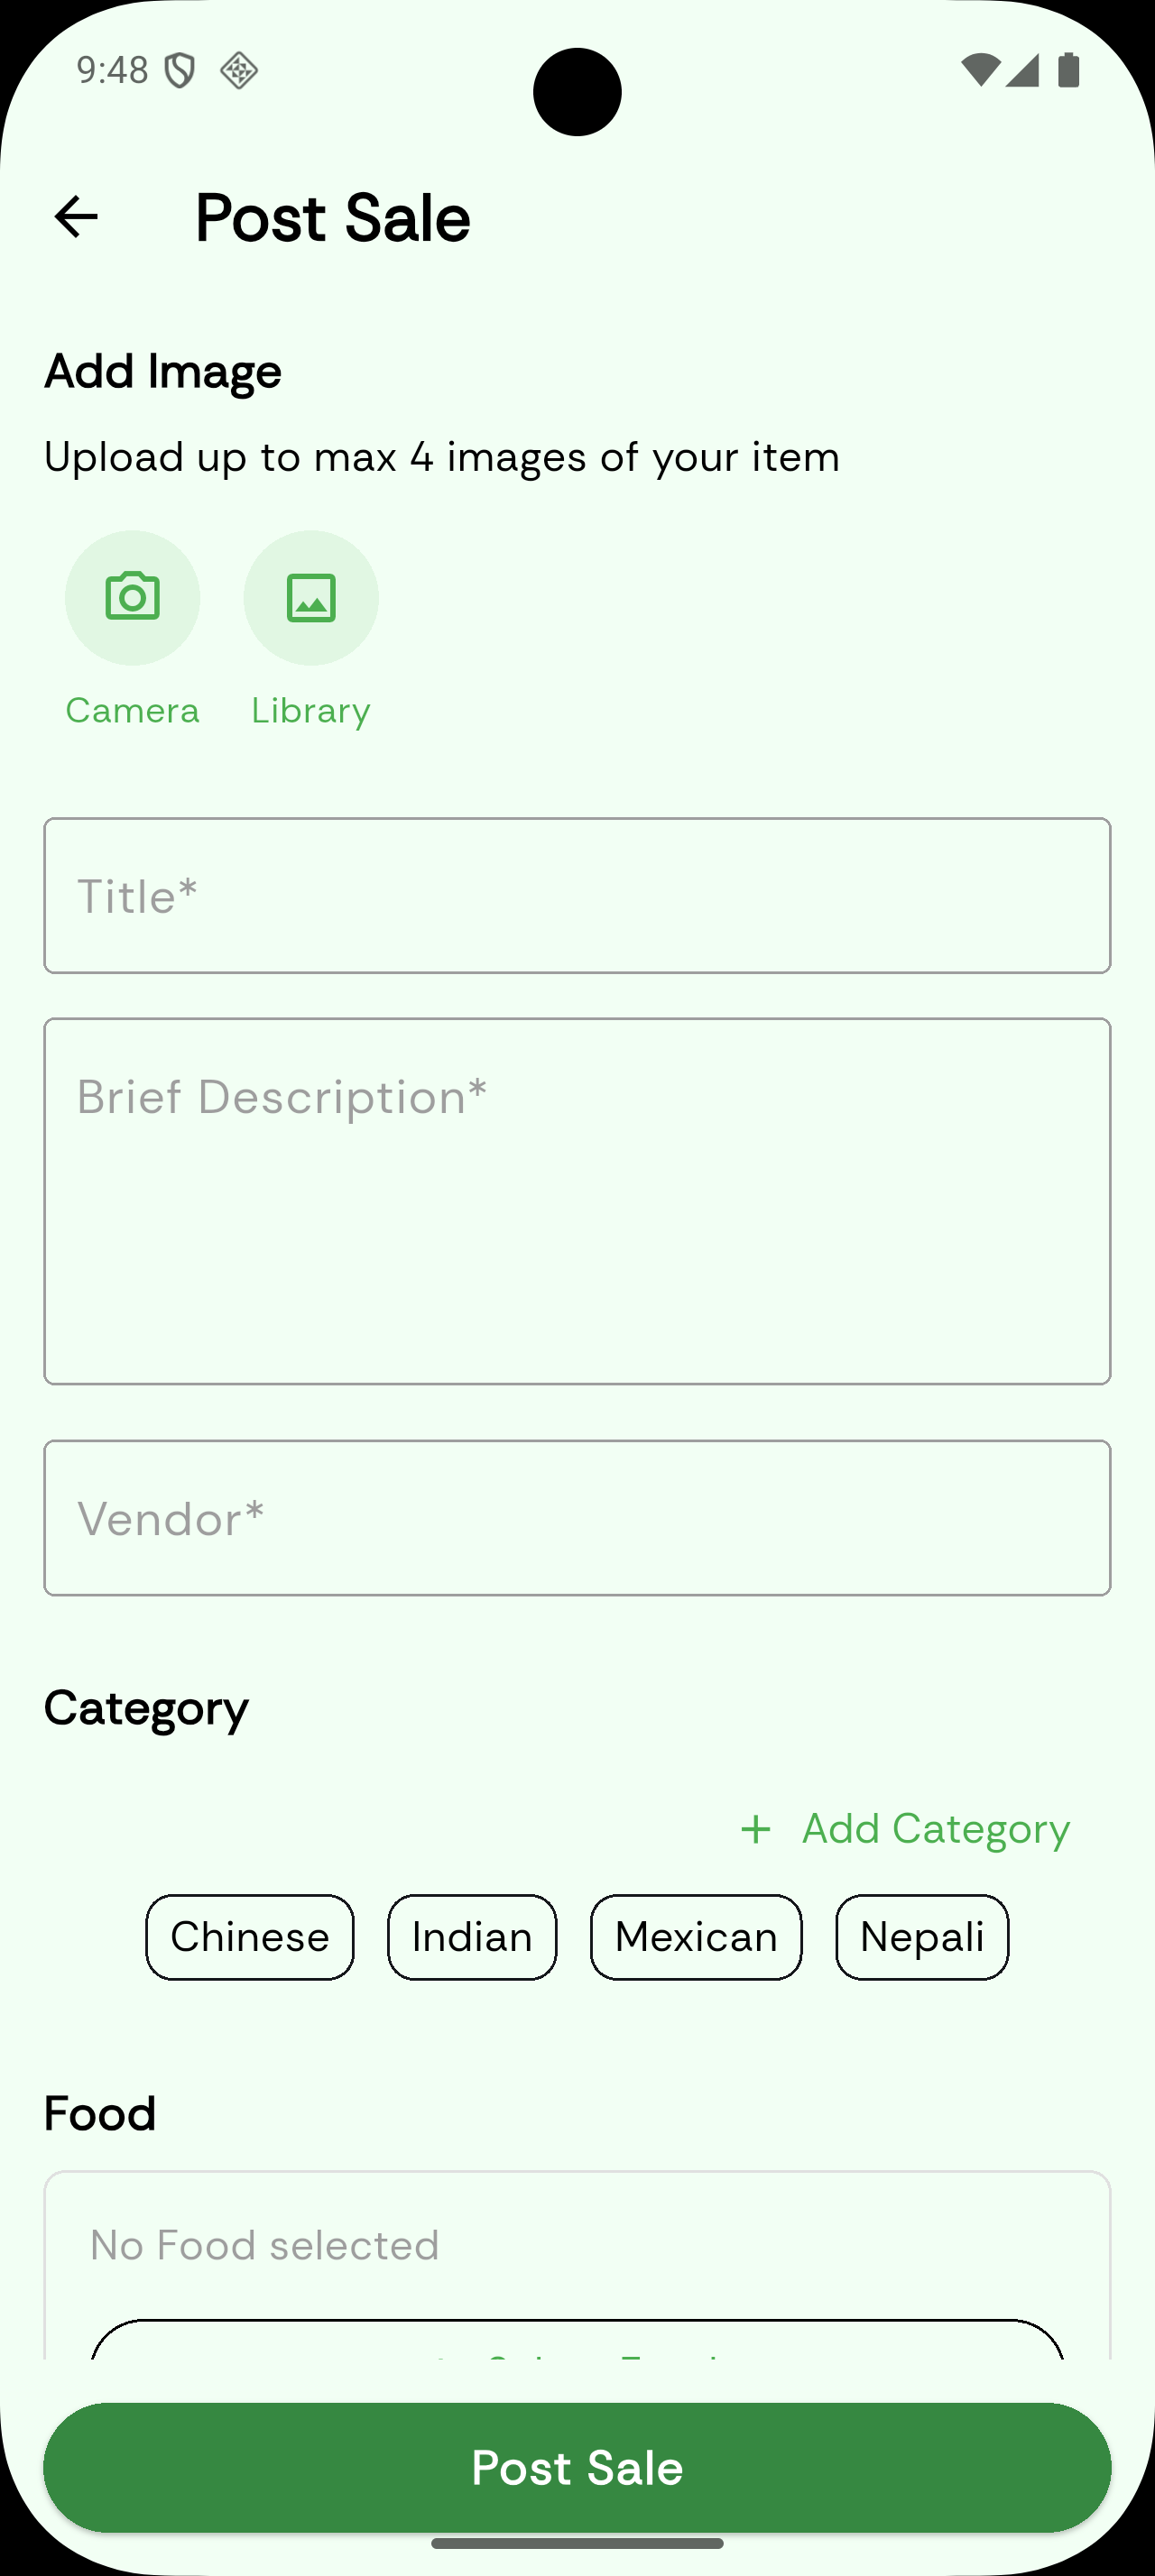 9:48
Post Sale
Add Image
Upload up to max 4 images of your item
Camera Library
Title*
Brief Description*
Vendor*
Category
+ Add Category
Chinese Indian Mexican Nepali
Food
No Food selected
Post Sale